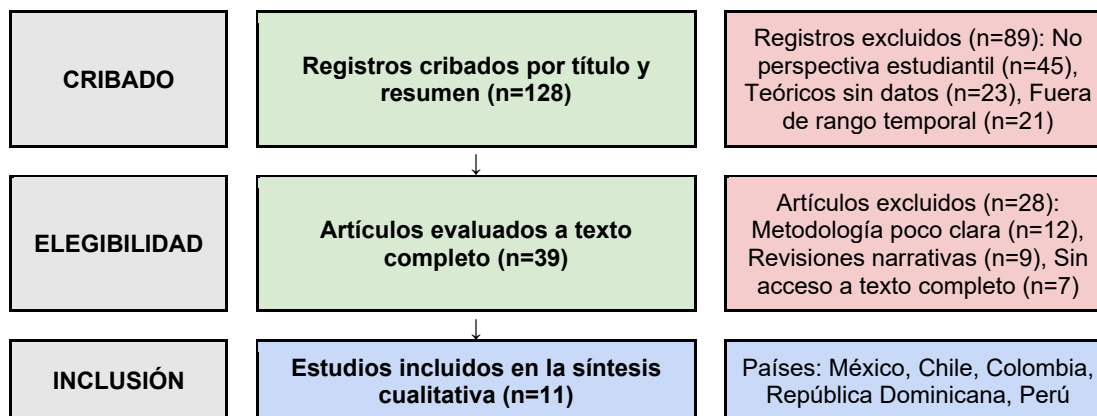 CRIBADO
Registros cribados por título y
resumen (n=128)
Registros excluidos (n=89): No
perspectiva estudiantil (n=45),
Teóricos sin datos (n=23), Fuera
de rango temporal (n=21)
↓
ELEGIBILIDAD
Artículos evaluados a texto
completo (n=39)
Artículos excluidos (n=28):
Metodología poco clara (n=12),
Revisiones narrativas (n=9), Sin
acceso a texto completo (n=7)
↓
INCLUSIÓN
Estudios incluidos en la síntesis
cualitativa (n=11)
Países: México, Chile, Colombia,
República Dominicana, Perú